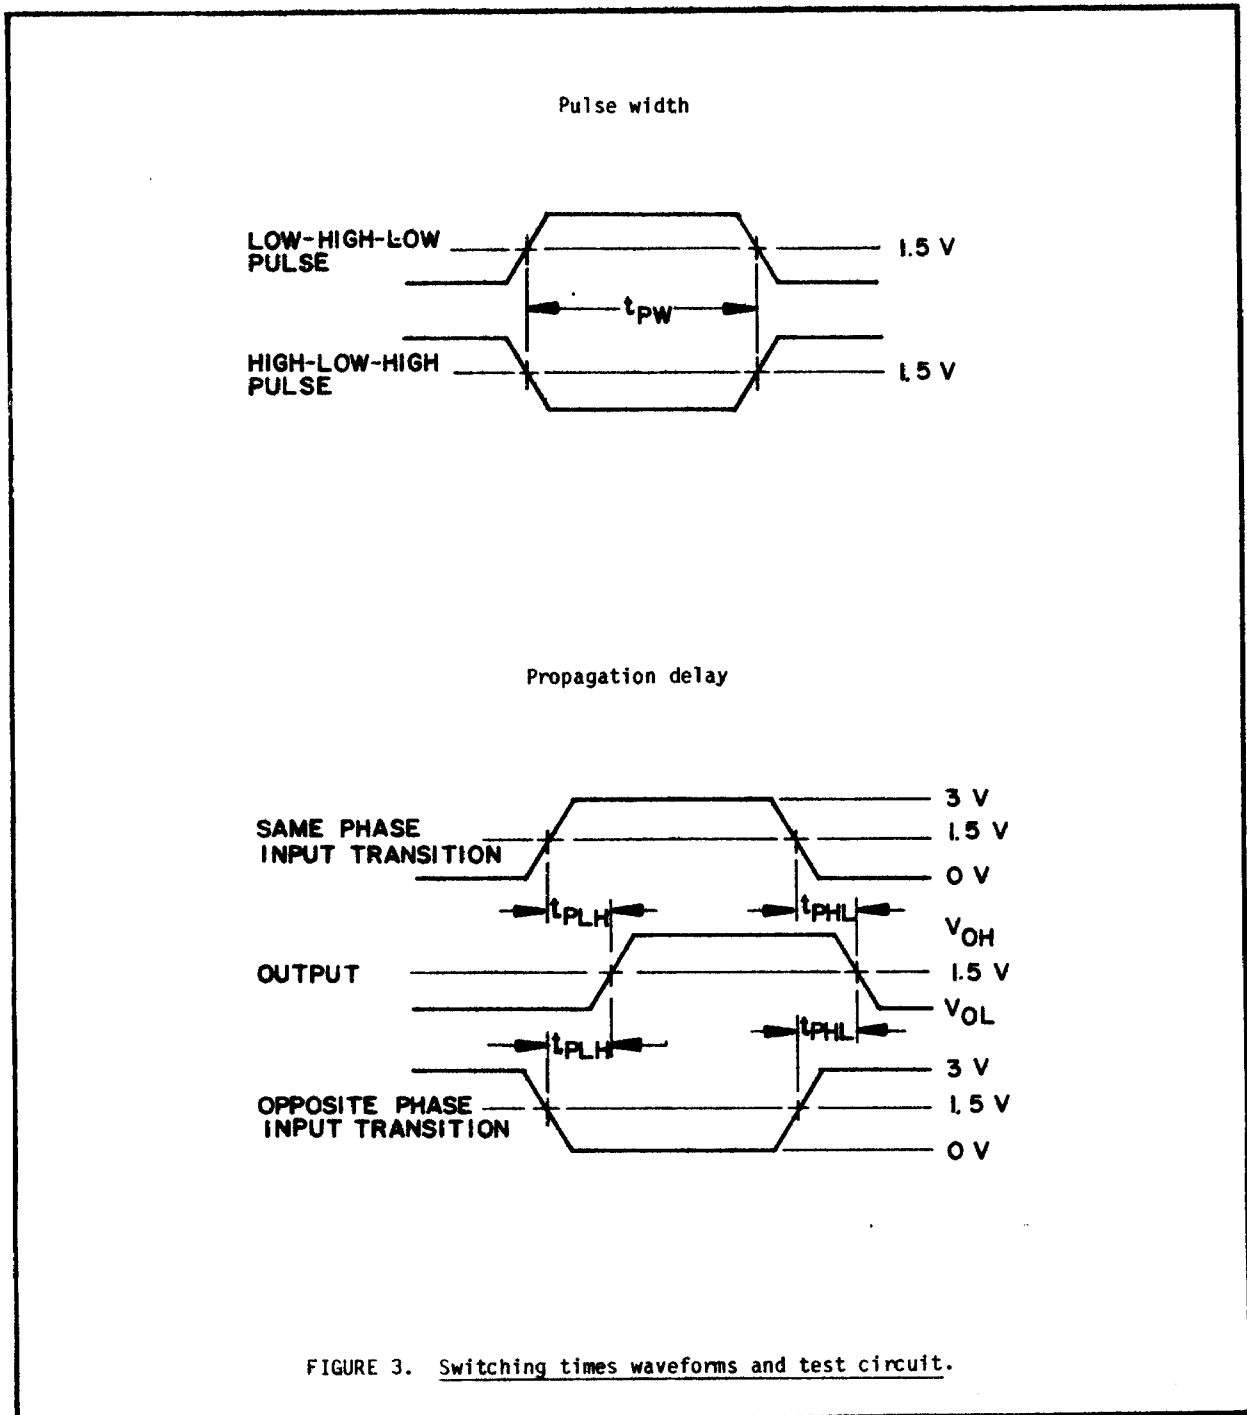 Pulse width
LOW-HIGH-LOW
PULSE
1.5 V
tPW
HIGH-LOW-HIGH
PULSE
1.5 V
Propagation delay
3 V
SAME PHASE
INPUT TRANSITION
1.5 V
0 V
tPLH
tPHL
VOH
OUTPUT
1.5 V
VOL
tPLH
tPHL
3 V
OPPOSITE PHASE
INPUT TRANSITION
1.5 V
0 V
FIGURE 3. Switching times waveforms and test circuit.